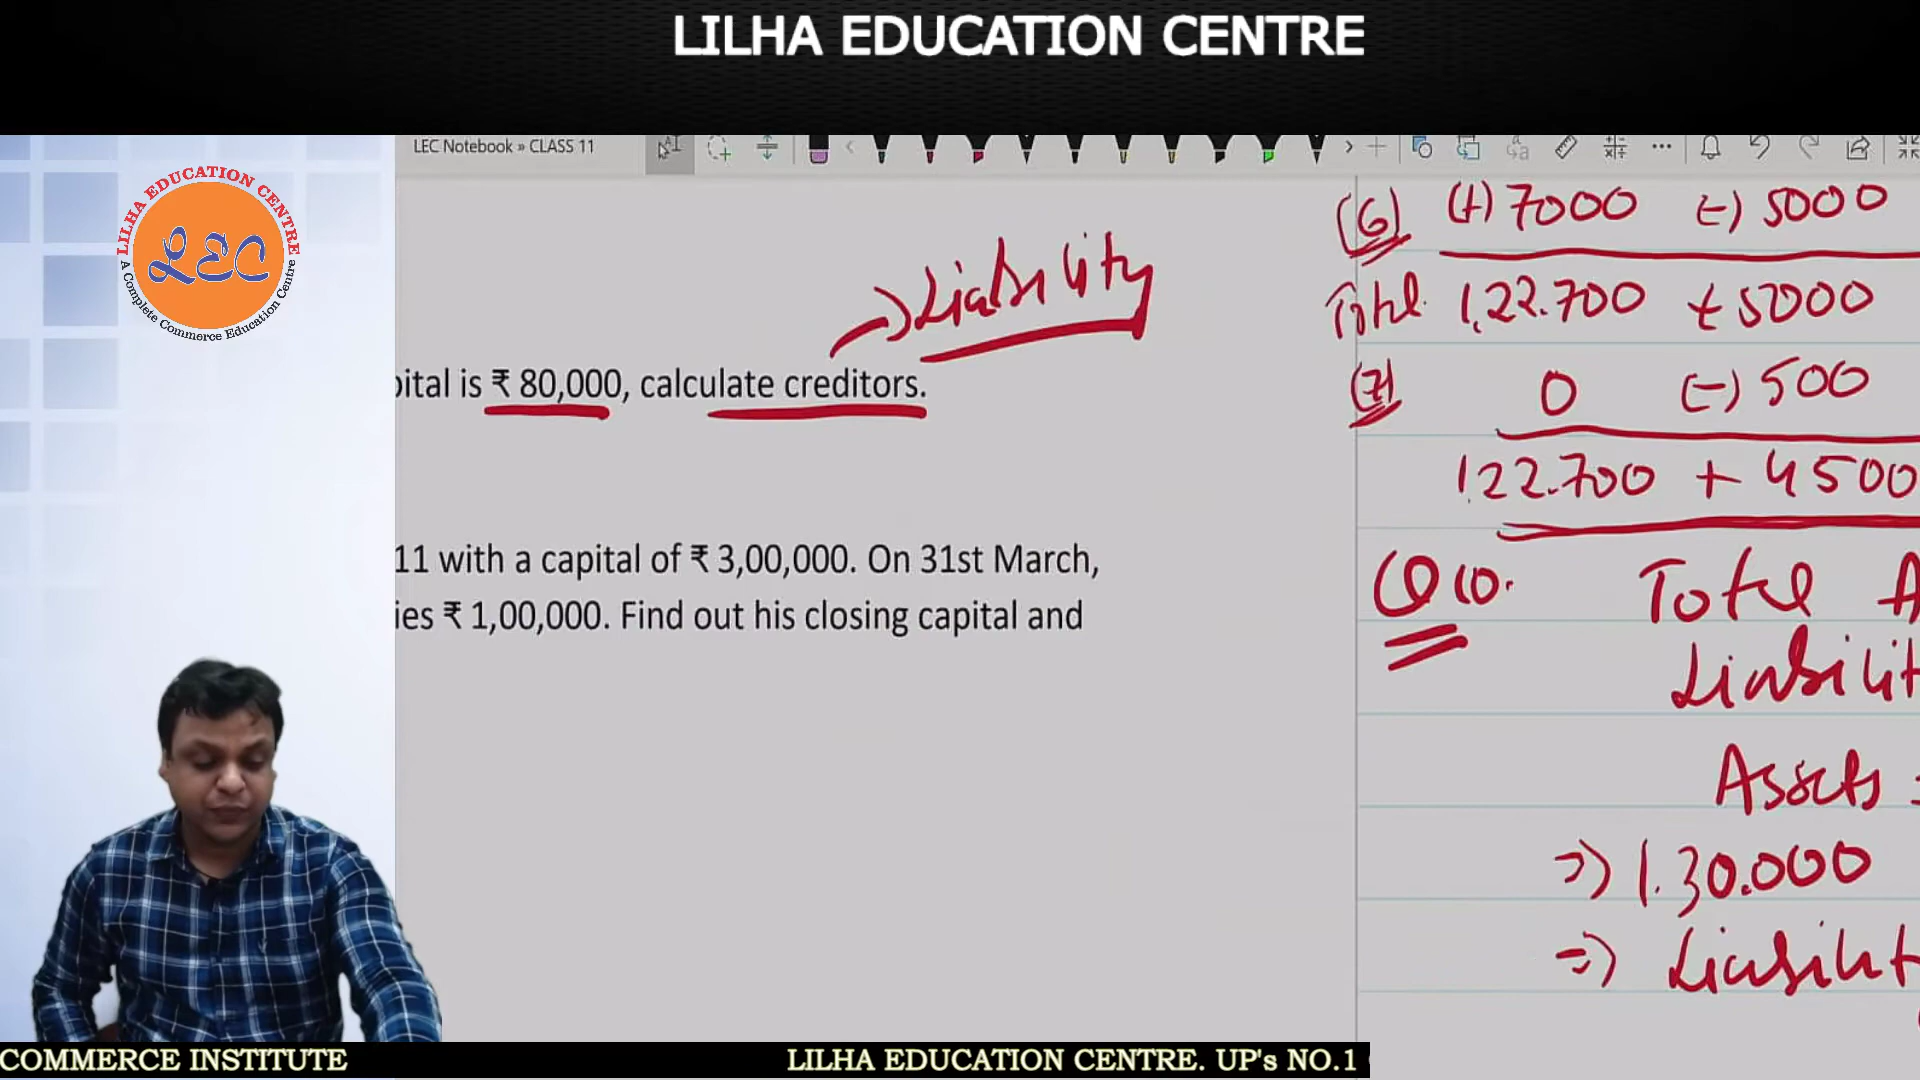 LILHA EDUCATION CENTRE
LEC Notebook » CLASS 11
LILHA EDUCATION CENTRE
LEC
A Complete Commerce Education Centre
→ Liability
pital is ₹ 80,000, calculate creditors.
11 with a capital of ₹ 3,00,000. On 31st March,
ies ₹ 1,00,000. Find out his closing capital and
(6) (+) 7000 (-) 5000
Total 1,22.700 + 5000
(7) 0 (-) 500
1,22.700 + 4500
Q10. Total A
Liabilit
Assets =
⇒) 1.30.000
⇒) Liabilit
COMMERCE INSTITUTE
LILHA EDUCATION CENTRE. UP's NO.1